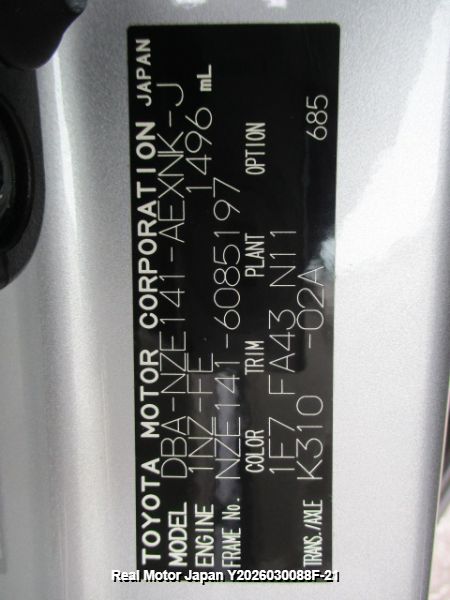 TOYOTA MOTOR CORPORATION JAPAN
MODEL DBA-NZE141-AEXNK-J
ENGINE 1NZ-FE 1496 mL
FRAME No. NZE141-6085197
COLOR TRIM PLANT OPTION
1E7 FA43 N11
TRANS./AXLE K310 -02A 685
Real Motor Japan Y2026030088F-21